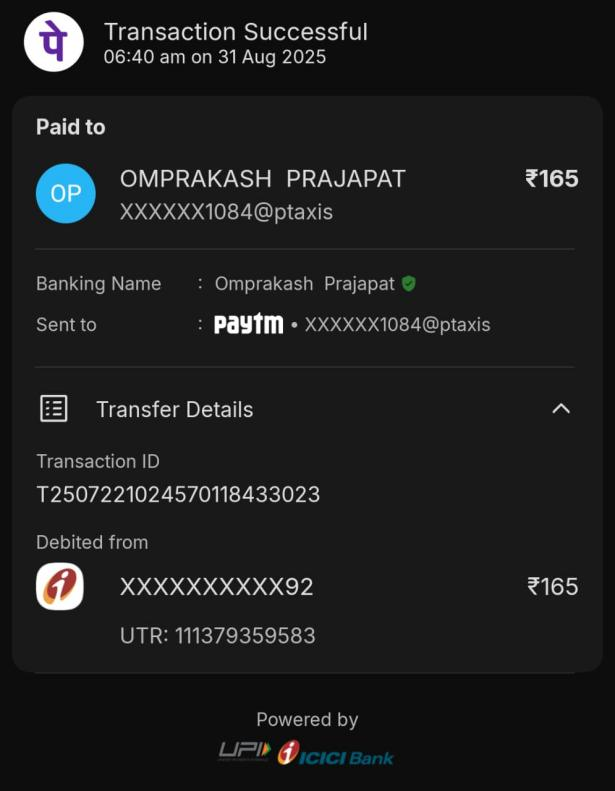 पे
Transaction Successful
06:40 am on 31 Aug 2025
Paid to
OP
OMPRAKASH PRAJAPAT
₹165
XXXXXX1084@ptaxis
Banking Name : Omprakash Prajapat
Sent to : paytm • XXXXXX1084@ptaxis
Transfer Details
Transaction ID
T2507221024570118433023
Debited from
XXXXXXXXXX92
₹165
UTR: 111379359583
Powered by
UPI ICICI Bank